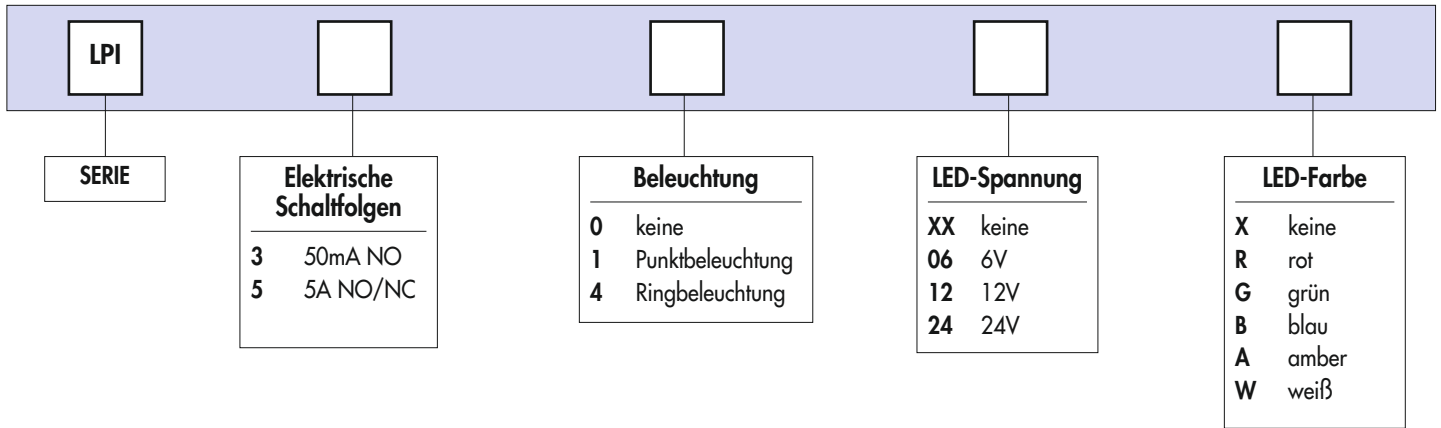 LPI
SERIE
Elektrische
Schaltfolgen
3 50mA NO
5 5A NO/NC
Beleuchtung
0 keine
1 Punktbeleuchtung
4 Ringbeleuchtung
LED-Spannung
XX keine
06 6V
12 12V
24 24V
LED-Farbe
X keine
R rot
G grün
B blau
A amber
W weiß